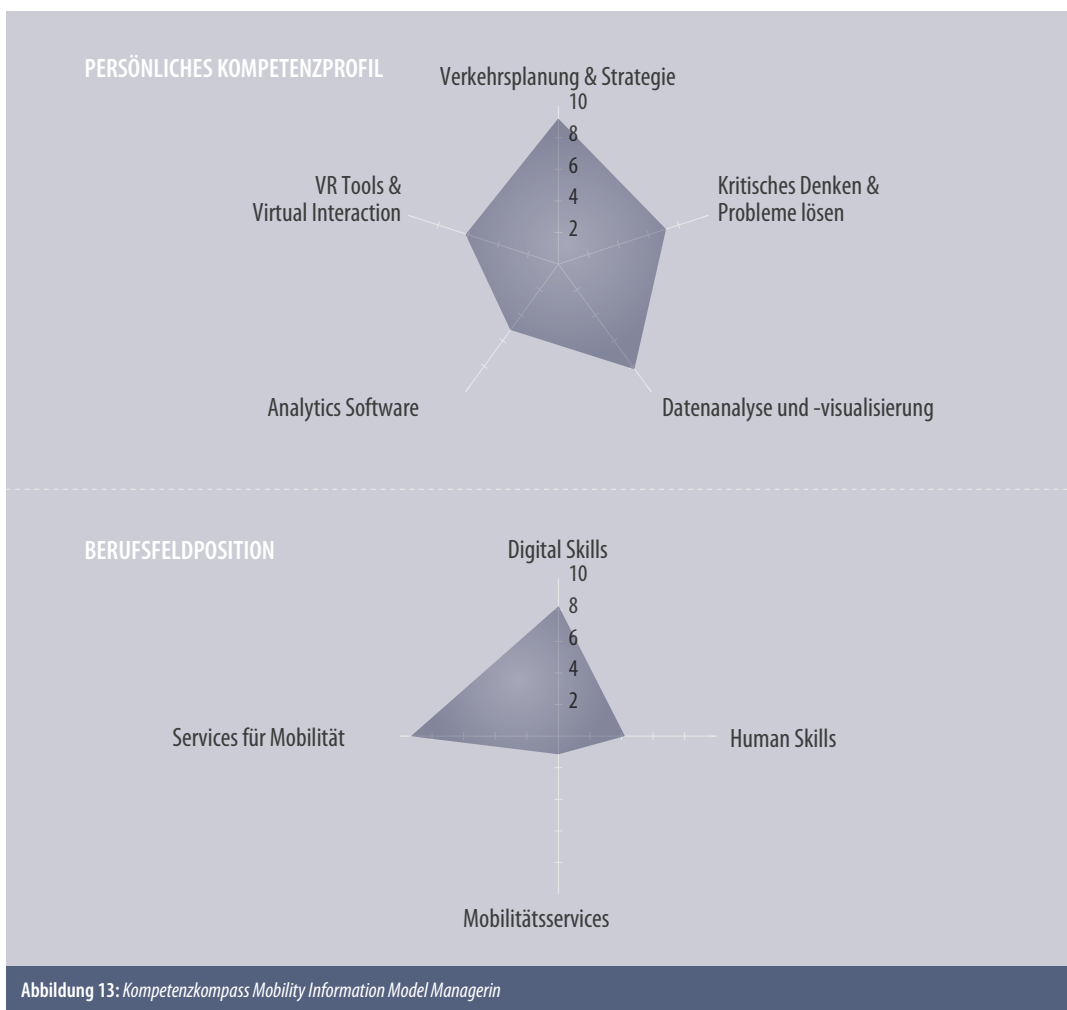 PERSÖNLICHES KOMPETENZPROFIL
Verkehrsplanung & Strategie
10
8
6
4
2
VR Tools &
Virtual Interaction
Kritisches Denken &
Probleme lösen
Analytics Software
Datenanalyse und -visualisierung
BERUFSFELDPOSITION
Digital Skills
10
8
6
4
2
Services für Mobilität
Human Skills
Mobilitätsservices
Abbildung 13: Kompetenzkompass Mobility Information Model Managerin